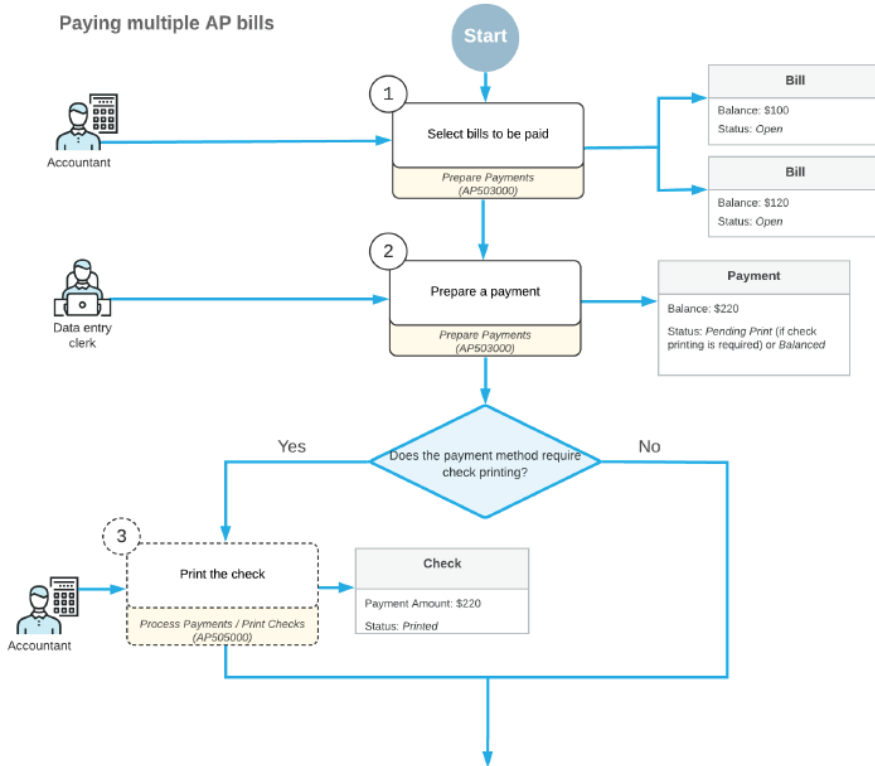 Paying multiple AP bills
Start
1
Select bills to be paid
Prepare Payments
(AP503000)
Accountant
Bill
Balance: $100
Status: Open
Bill
Balance: $120
Status: Open
2
Prepare a payment
Prepare Payments
(AP503000)
Data entry
clerk
Payment
Balance: $220
Status: Pending Print (if check
printing is required) or Balanced
Does the payment method require
check printing?
Yes
No
3
Print the check
Process Payments / Print Checks
(AP505000)
Accountant
Check
Payment Amount: $220
Status: Printed